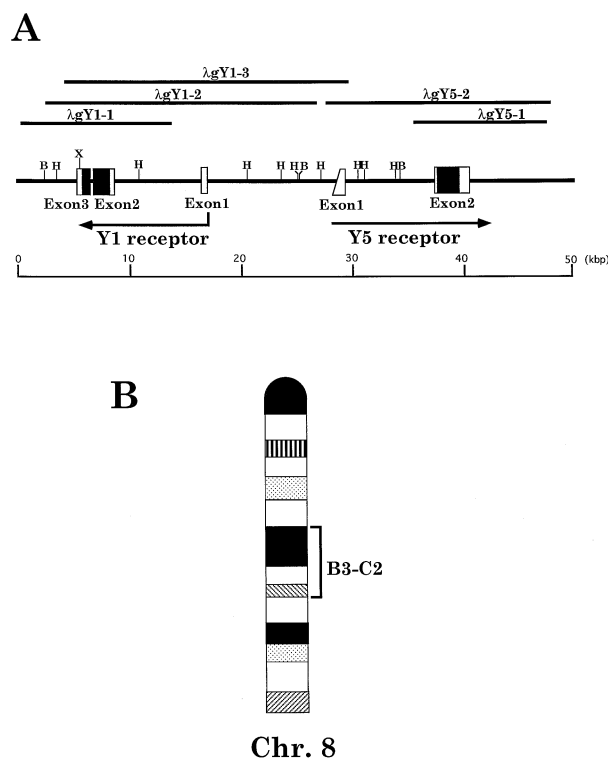 A
λgY1-3
λgY1-2 λgY5-2
λgY1-1 λgY5-1
B H X H H H H B H H H H B
Exon3 Exon2 Exon1 Exon1 Exon2
Y1 receptor Y5 receptor
0 10 20 30 40 50 (kbp)
B
B3-C2
Chr. 8